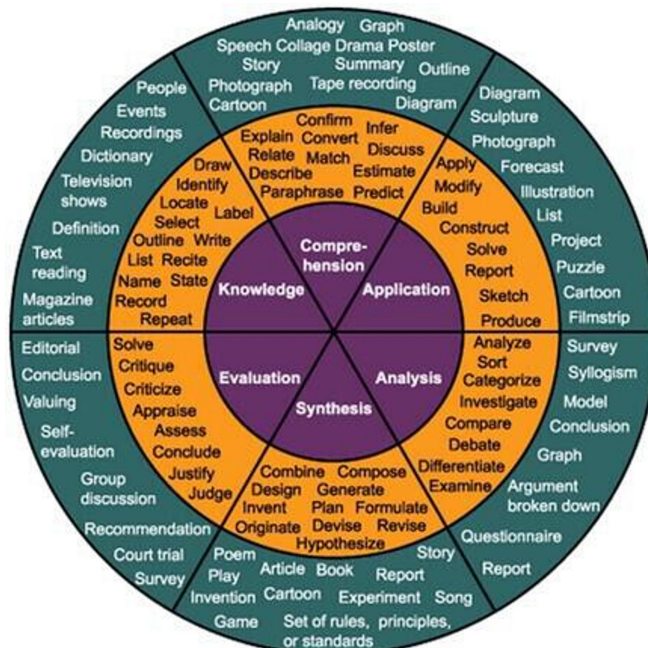 Analogy Graph
Speech Collage Drama Poster
Story Summary Outline
Photograph Tape recording
Cartoon Diagram
Confirm
Explain Convert Infer
Relate Match Discuss
Describe Estimate
Paraphrase Predict
Compre-
hension
Diagram
Sculpture
Photograph
Forecast
Illustration
List
Project
Puzzle
Cartoon
Filmstrip
Apply
Modify
Build
Construct
Solve
Report
Sketch
Produce
Application
Survey
Syllogism
Model
Conclusion
Graph
Argument
broken down
Questionnaire
Report
Analyze
Sort
Categorize
Investigate
Compare
Debate
Differentiate
Examine
Analysis
Synthesis
Combine Compose
Design Generate
Invent Plan Formulate
Originate Devise Revise
Hypothesize
Poem Story
Play Article Book Report
Invention Cartoon Experiment Song
Game Set of rules, principles,
or standards
Evaluation
Solve
Critique
Criticize
Appraise
Assess
Conclude
Justify
Judge
Editorial
Conclusion
Valuing
Self-
evaluation
Group
discussion
Recommendation
Court trial
Survey
Knowledge
Draw
Identify
Locate
Select Label
Outline Write
List Recite
Name State
Record
Repeat
People
Events
Recordings
Dictionary
Television
shows
Definition
Text
reading
Magazine
articles